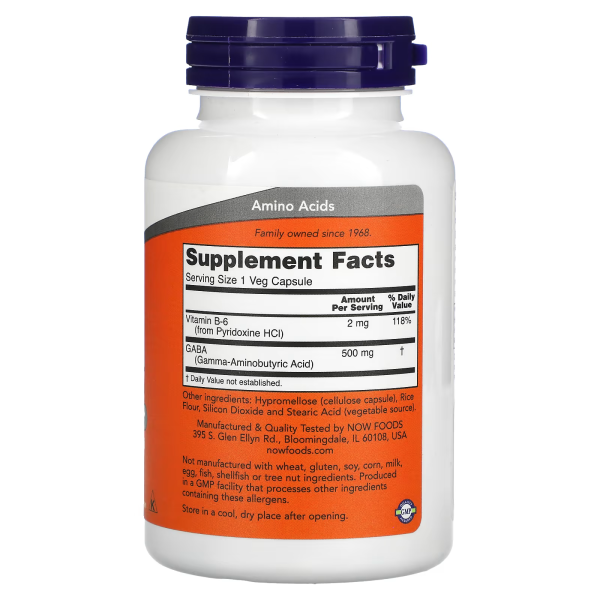 Amino Acids
Family owned since 1968.
Supplement Facts
Serving Size 1 Veg Capsule
Amount Per Serving % Daily Value
Vitamin B-6 (from Pyridoxine HCl) 2 mg 118%
GABA (Gamma-Aminobutyric Acid) 500 mg †
† Daily Value not established.
Other ingredients: Hypromellose (cellulose capsule), Rice
Flour, Silicon Dioxide and Stearic Acid (vegetable source).
Manufactured & Quality Tested by NOW FOODS
395 S. Glen Ellyn Rd., Bloomingdale, IL 60108, USA
nowfoods.com
Not manufactured with wheat, gluten, soy, corn, milk,
egg, fish, shellfish or tree nut ingredients. Produced
in a GMP facility that processes other ingredients
containing these allergens.
Store in a cool, dry place after opening.
K
GMP